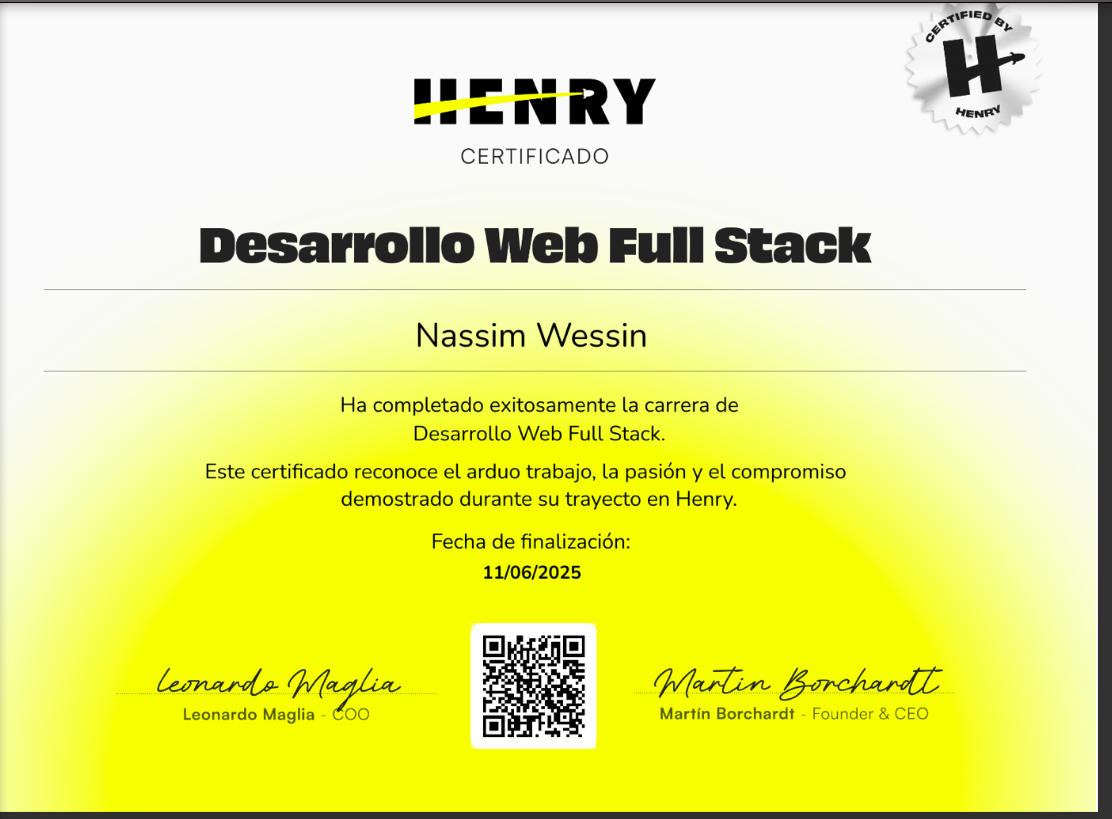 CERTIFIED BY
H
HENRY
HENRY
CERTIFICADO
Desarrollo Web Full Stack
Nassim Wessin
Ha completado exitosamente la carrera de
Desarrollo Web Full Stack.
Este certificado reconoce el arduo trabajo, la pasión y el compromiso
demostrado durante su trayecto en Henry.
Fecha de finalización:
11/06/2025
Leonardo Maglia
Leonardo Maglia - COO
Martin Borchardt
Martín Borchardt - Founder & CEO